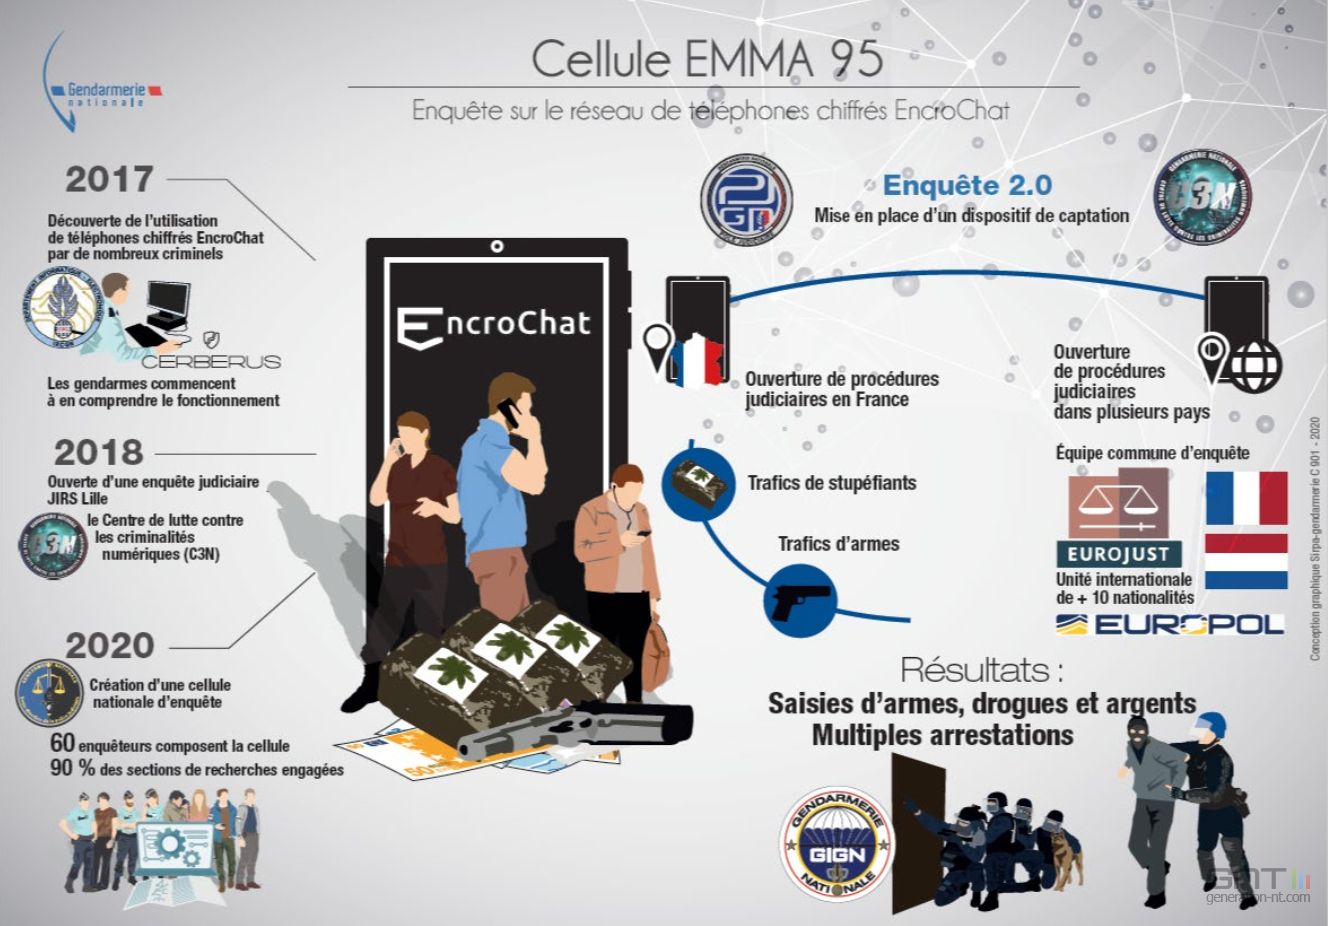 Gendarmerie
nationale
Cellule EMMA 95
Enquête sur le réseau de téléphones chiffrés EncroChat
2017
Découverte de l'utilisation
de téléphones chiffrés EncroChat
par de nombreux criminels
CERBERUS
Les gendarmes commencent
à en comprendre le fonctionnement
2018
Ouverte d'une enquête judiciaire
JIRS Lille
C3N
le Centre de lutte contre
les criminalités
numériques (C3N)
2020
Création d'une cellule
nationale d'enquête
60 enquêteurs composent la cellule
90 % des sections de recherches engagées
EncroChat
50
Enquête 2.0
Mise en place d'un dispositif de captation
GENDARMERIE NATIONALE
C3N
Ouverture de procédures
judiciaires en France
Trafics de stupéfiants
Trafics d'armes
Ouverture
de procédures
judiciaires
dans plusieurs pays
Équipe commune d'enquête
EUROJUST
Unité internationale
de + 10 nationalités
EUROPOL
Résultats :
Saisies d'armes, drogues et argents
Multiples arrestations
GENDARMERIE
GIGN
NATIONALE
Conception graphique Sirpa-gendarmerie C 901 - 2020
GNT
generation-nt.com